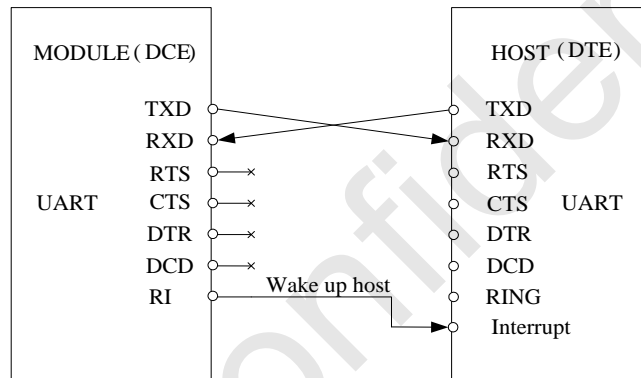 MODULE (DCE)
HOST (DTE)
TXD
TXD
RXD
RXD
RTS
RTS
UART
CTS
CTS
UART
DTR
DTR
DCD
DCD
Wake up host
RI
RING
Interrupt